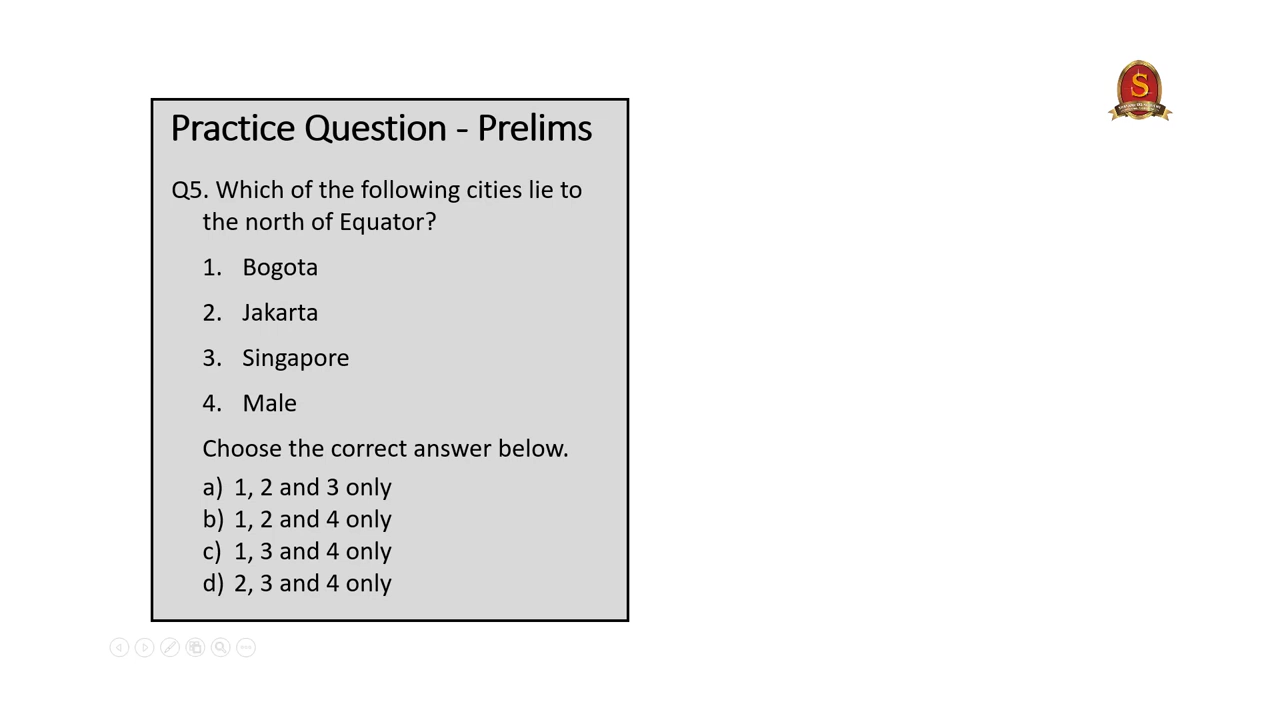 Practice Question - Prelims
Q5. Which of the following cities lie to
the north of Equator?
1. Bogota
2. Jakarta
3. Singapore
4. Male
Choose the correct answer below.
a) 1, 2 and 3 only
b) 1, 2 and 4 only
c) 1, 3 and 4 only
d) 2, 3 and 4 only
S